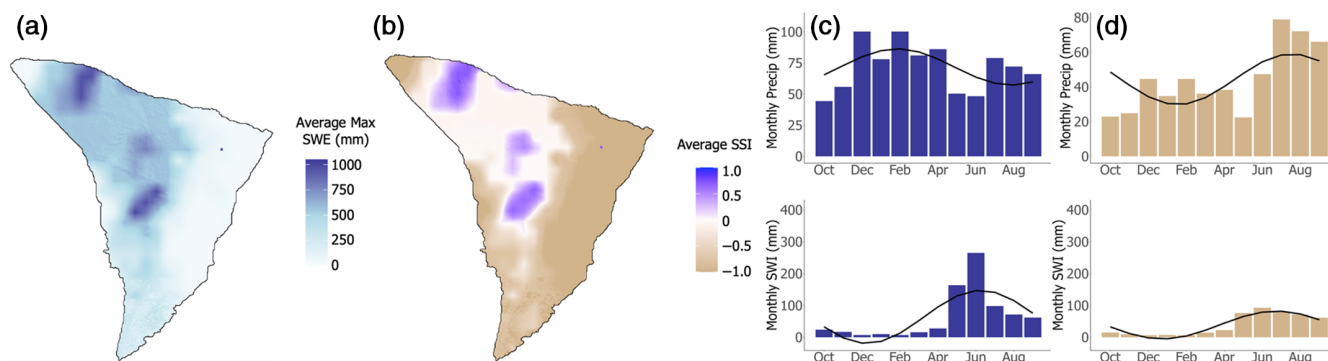 (a)
Average Max
SWE (mm)
1000
750
500
250
0
(b)
Average SSI
1.0
0.5
0
−0.5
−1.0
(c)
Monthly Precip (mm)
100
75
50
25
0
Oct Dec Feb Apr Jun Aug
Monthly SWI (mm)
400
300
200
100
0
Oct Dec Feb Apr Jun Aug
(d)
Monthly Precip (mm)
80
60
40
20
0
Oct Dec Feb Apr Jun Aug
Monthly SWI (mm)
400
300
200
100
0
Oct Dec Feb Apr Jun Aug